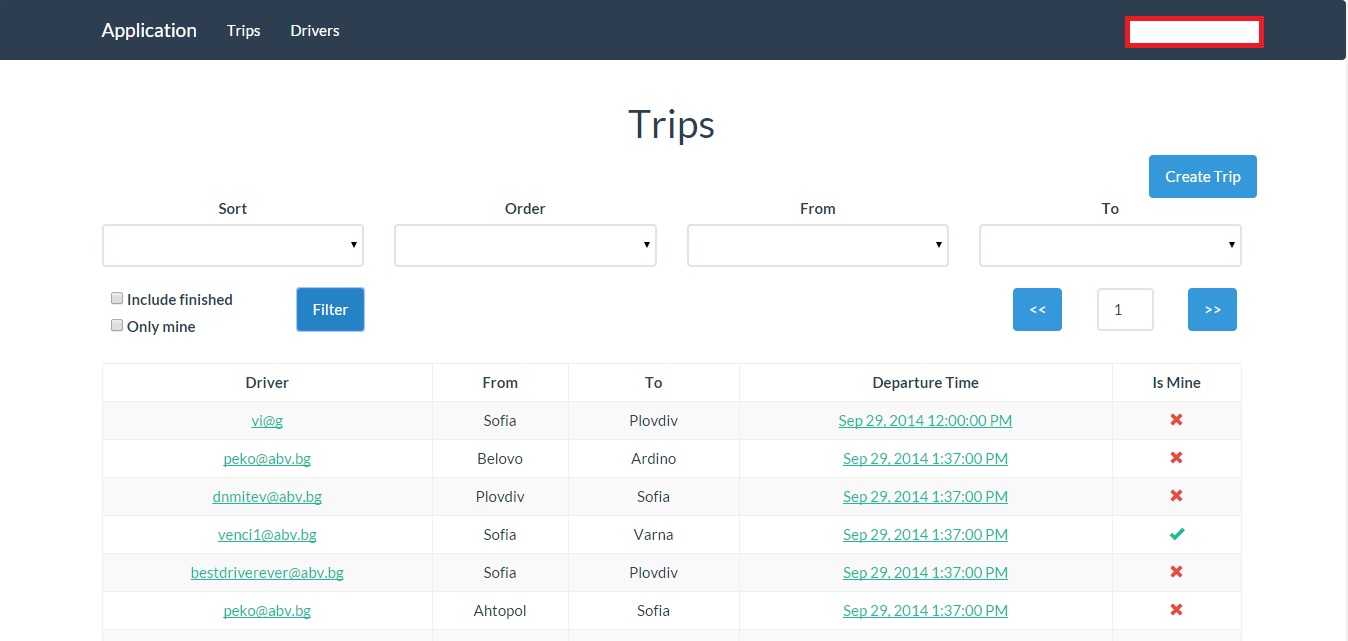 Application Trips Drivers
Trips
Create Trip
Sort Order From To
Include finished
Only mine
Filter
<< 1 >>
Driver From To Departure Time Is Mine
vi@g Sofia Plovdiv Sep 29, 2014 12:00:00 PM
peko@abv.bg Belovo Ardino Sep 29, 2014 1:37:00 PM
dnmitev@abv.bg Plovdiv Sofia Sep 29, 2014 1:37:00 PM
venci1@abv.bg Sofia Varna Sep 29, 2014 1:37:00 PM
bestdriverever@abv.bg Sofia Plovdiv Sep 29, 2014 1:37:00 PM
peko@abv.bg Ahtopol Sofia Sep 29, 2014 1:37:00 PM